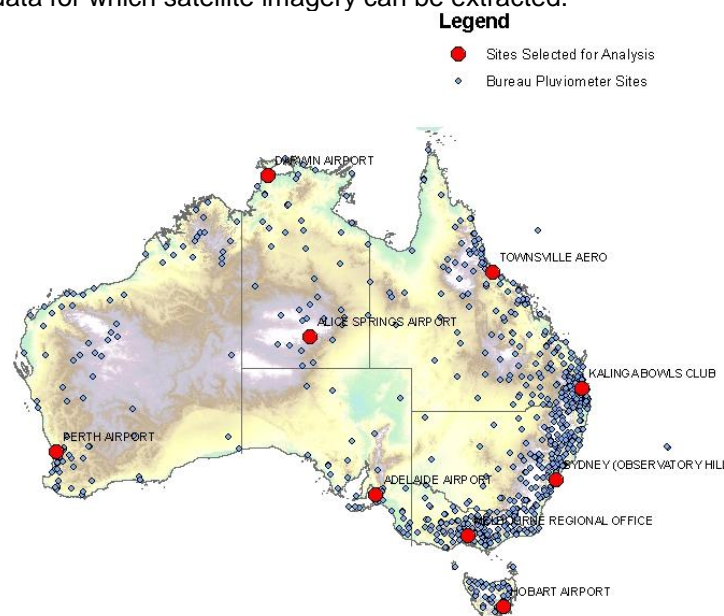 data for which satellite imagery can be extracted.
Legend
Sites Selected for Analysis
Bureau Pluviometer Sites
DARWIN AIRPORT
TOWNSVILLE AERO
ALICE SPRINGS AIRPORT
KALINGA BOWLS CLUB
PERTH AIRPORT
SYDNEY (OBSERVATORY HILL
ADELAIDE AIRPORT
MELBOURNE REGIONAL OFFICE
HOBART AIRPORT